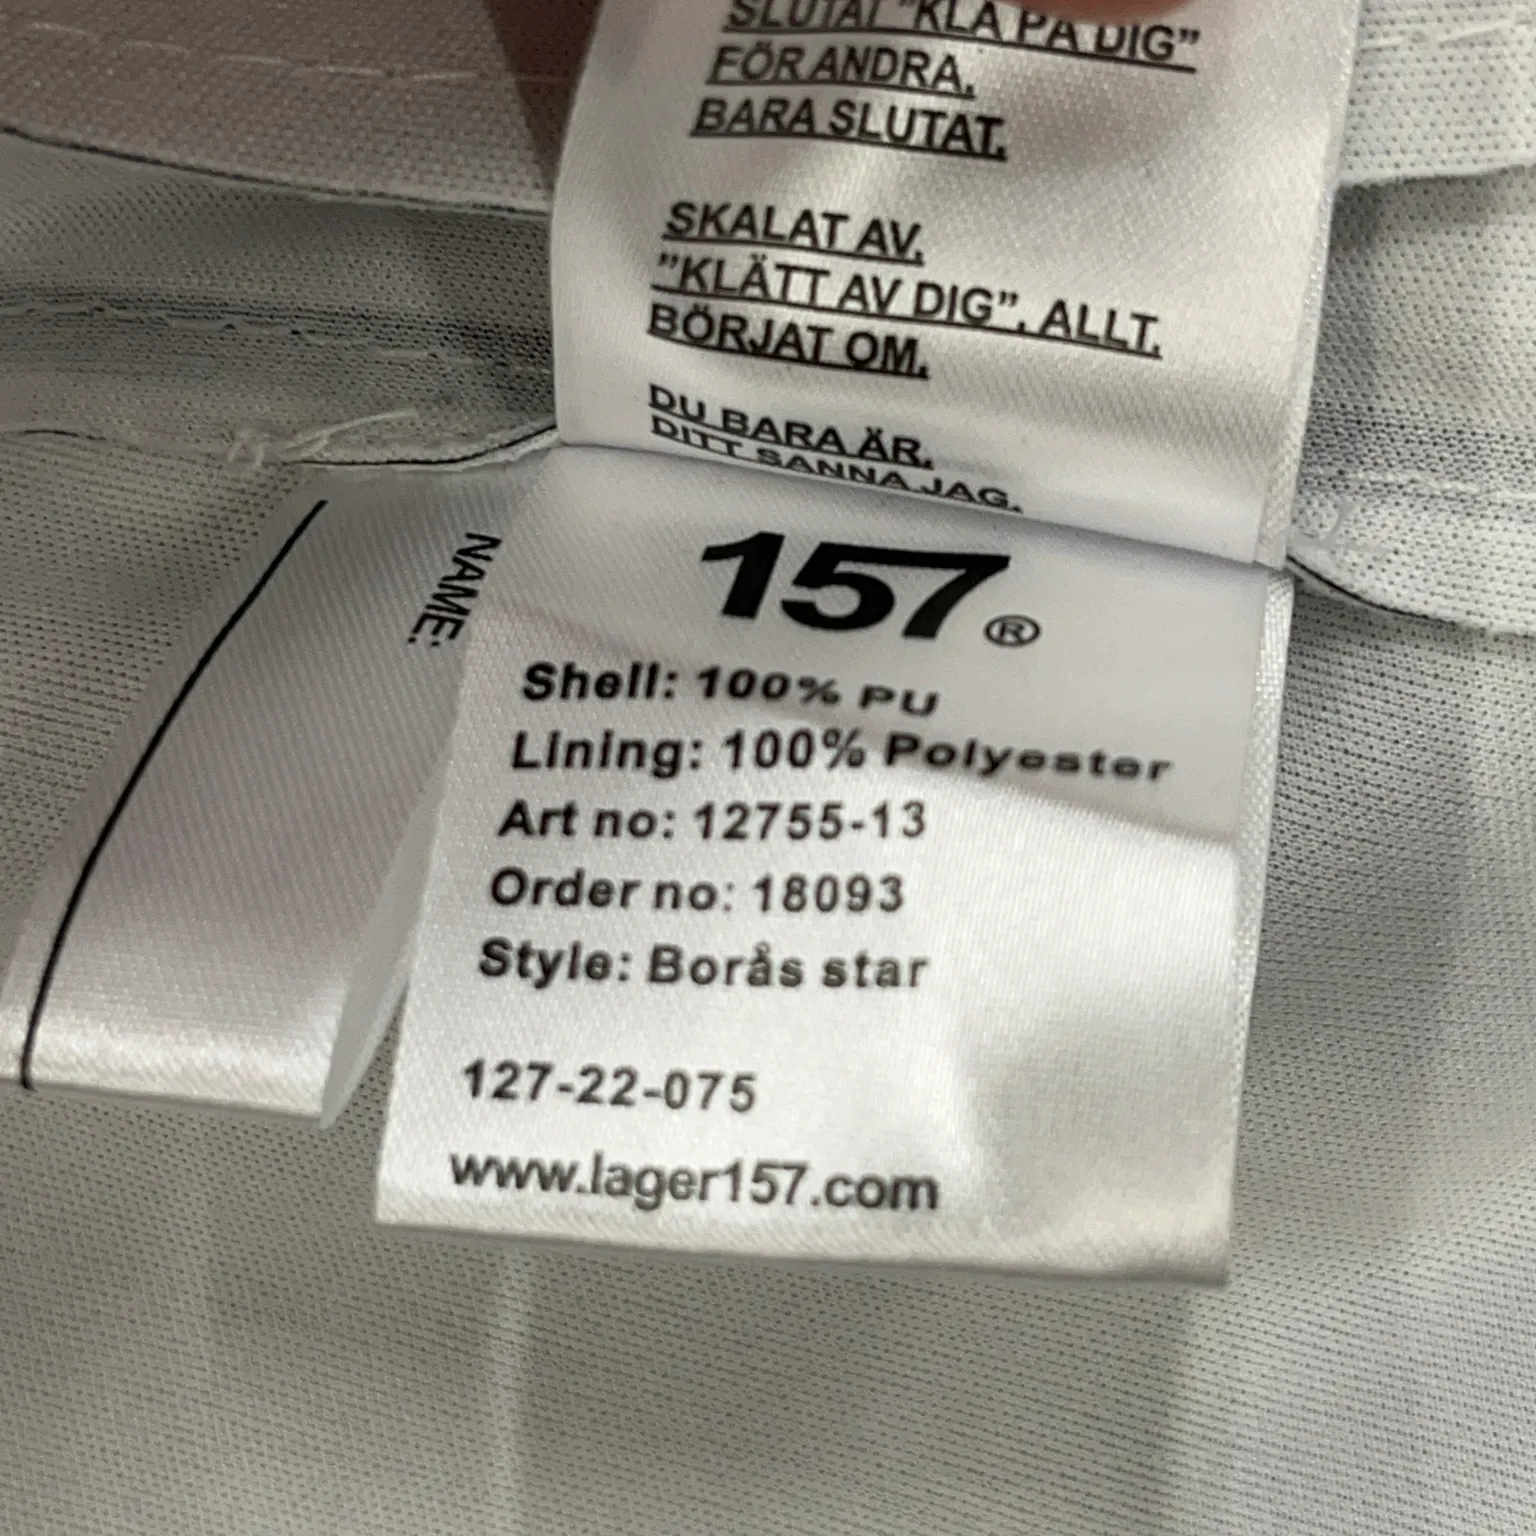 SLUTAT "KLÄ PÅ DIG"
FÖR ANDRA.
BARA SLUTAT.
SKALAT AV.
"KLÄTT AV DIG". ALLT.
BÖRJAT OM.
DU BARA ÄR.
DITT SANNA JAG.
NAME:
157®
Shell: 100% PU
Lining: 100% Polyester
Art no: 12755-13
Order no: 18093
Style: Borås star
127-22-075
www.lager157.com